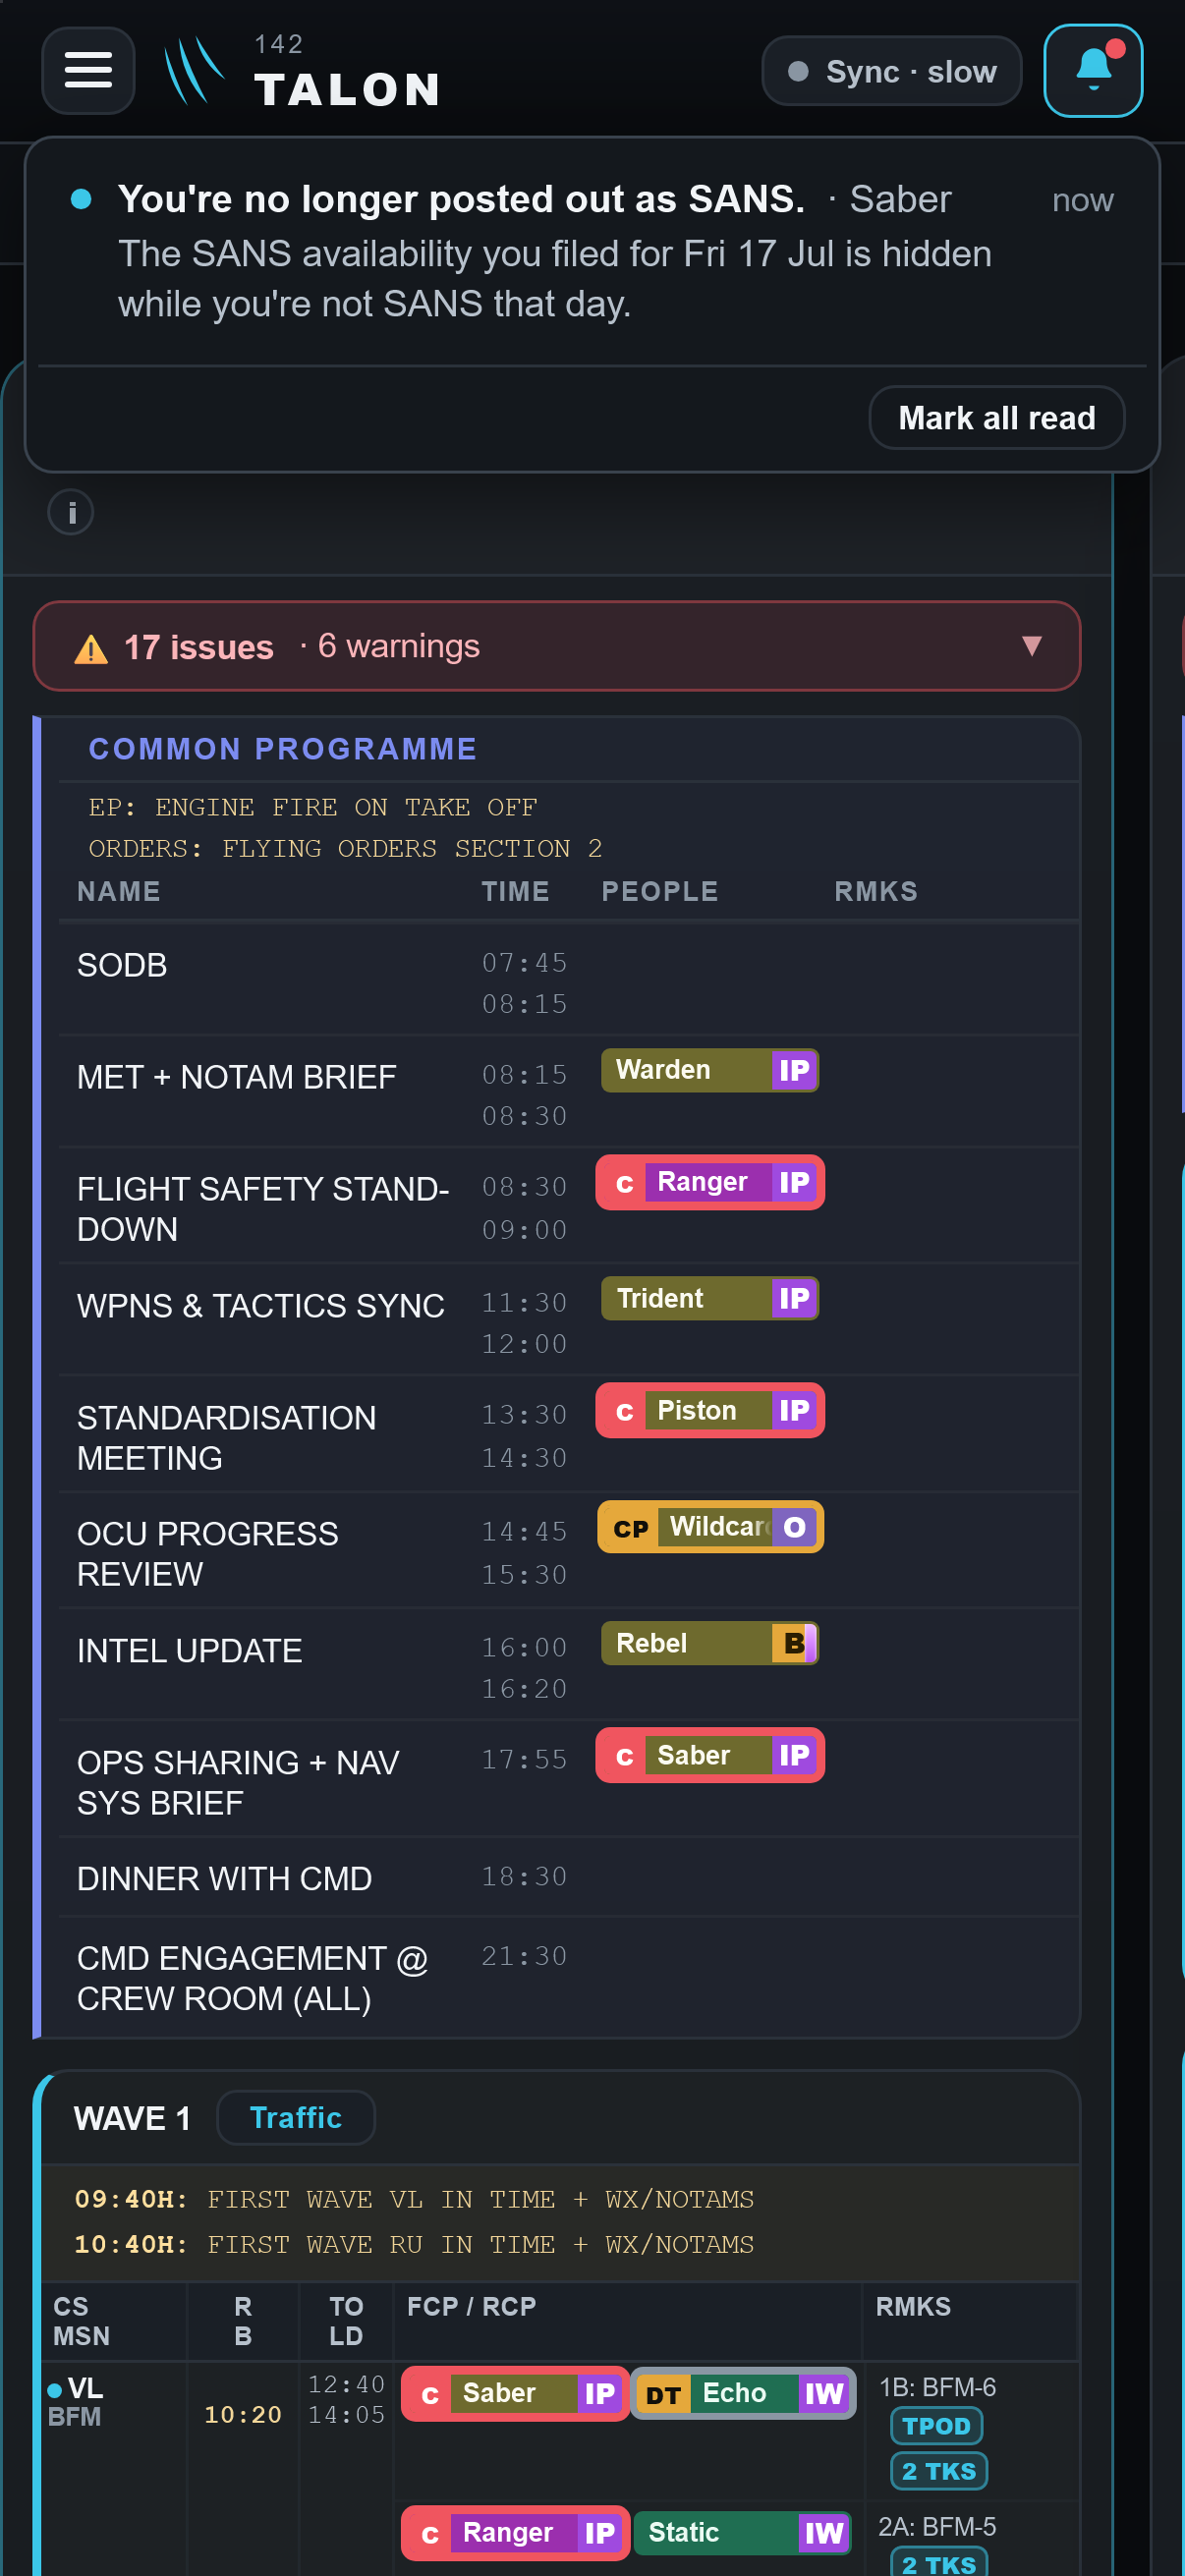 142
TALON
Sync · slow
You're no longer posted out as SANS. · Saber now
The SANS availability you filed for Fri 17 Jul is hidden
while you're not SANS that day.
Mark all read
i
17 issues · 6 warnings
COMMON PROGRAMME
EP: ENGINE FIRE ON TAKE OFF
ORDERS: FLYING ORDERS SECTION 2
NAME TIME PEOPLE RMKS
SODB 07:45
08:15
MET + NOTAM BRIEF 08:15 Warden IP
08:30
FLIGHT SAFETY STAND- 08:30 C Ranger IP
DOWN 09:00
WPNS & TACTICS SYNC 11:30 Trident IP
12:00
STANDARDISATION 13:30 C Piston IP
MEETING 14:30
OCU PROGRESS 14:45 CP Wildcard O
REVIEW 15:30
INTEL UPDATE 16:00 Rebel B
16:20
OPS SHARING + NAV 17:55 C Saber IP
SYS BRIEF
DINNER WITH CMD 18:30
CMD ENGAGEMENT @ 21:30
CREW ROOM (ALL)
WAVE 1 Traffic
09:40H: FIRST WAVE VL IN TIME + WX/NOTAMS
10:40H: FIRST WAVE RU IN TIME + WX/NOTAMS
CS R TO FCP / RCP RMKS
MSN B LD
VL 12:40 C Saber IP DT Echo IW 1B: BFM-6
BFM 10:20 14:05 TPOD
2 TKS
C Ranger IP Static IW 2A: BFM-5
2 TKS